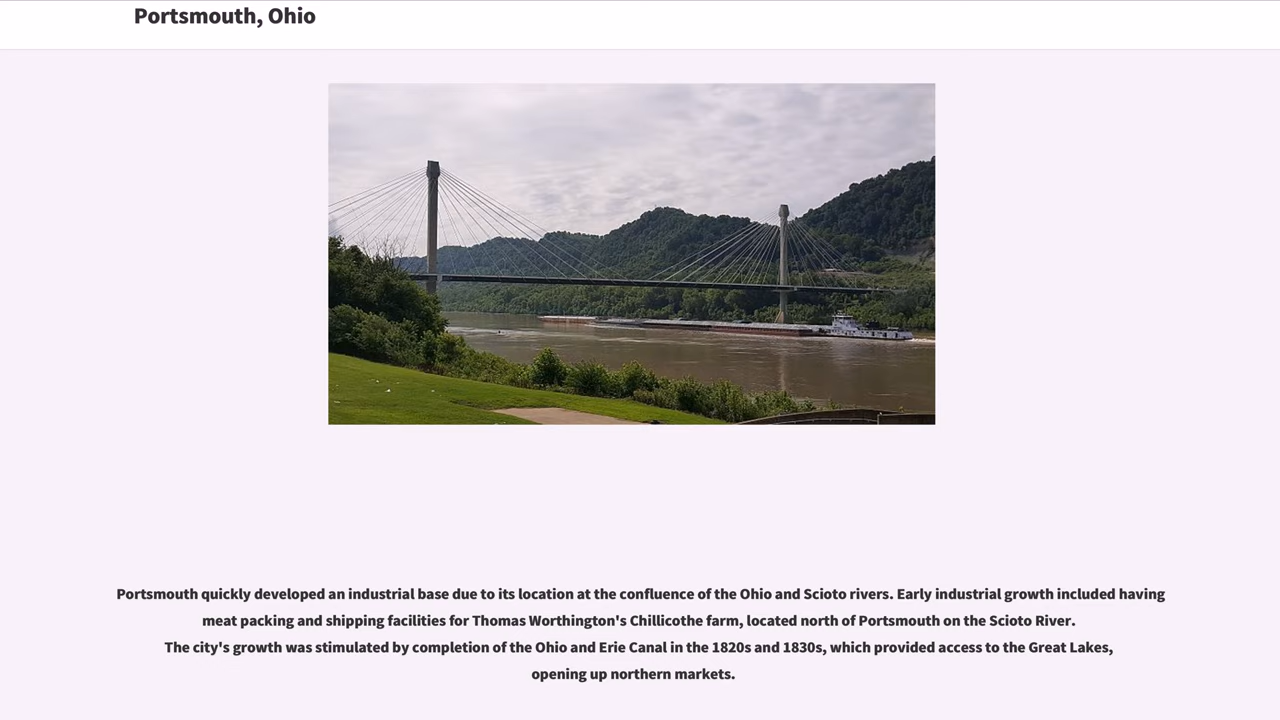 Portsmouth, Ohio
Portsmouth quickly developed an industrial base due to its location at the confluence of the Ohio and Scioto rivers. Early industrial growth included having
meat packing and shipping facilities for Thomas Worthington's Chillicothe farm, located north of Portsmouth on the Scioto River.
The city's growth was stimulated by completion of the Ohio and Erie Canal in the 1820s and 1830s, which provided access to the Great Lakes,
opening up northern markets.